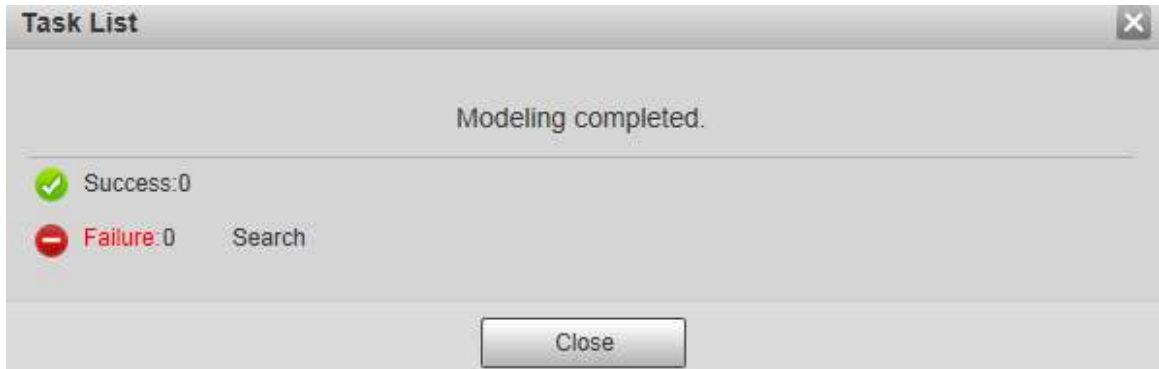 Task List
Modeling completed.
Success:0
Failure:0 Search
Close